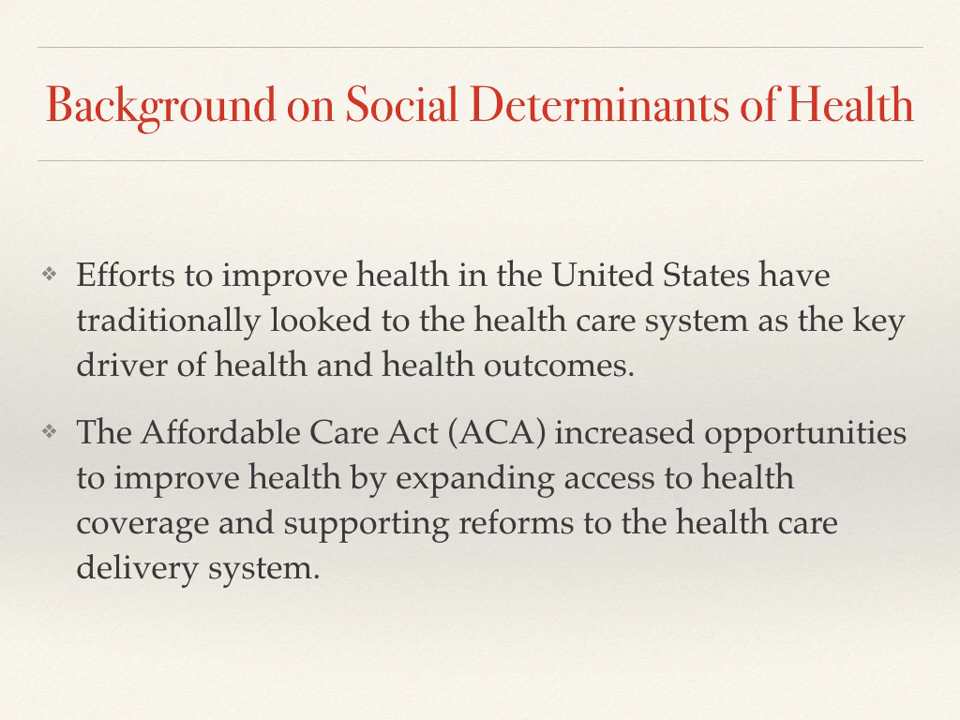 Background on Social Determinants of Health
❖ Efforts to improve health in the United States have
traditionally looked to the health care system as the key
driver of health and health outcomes.
❖ The Affordable Care Act (ACA) increased opportunities
to improve health by expanding access to health
coverage and supporting reforms to the health care
delivery system.